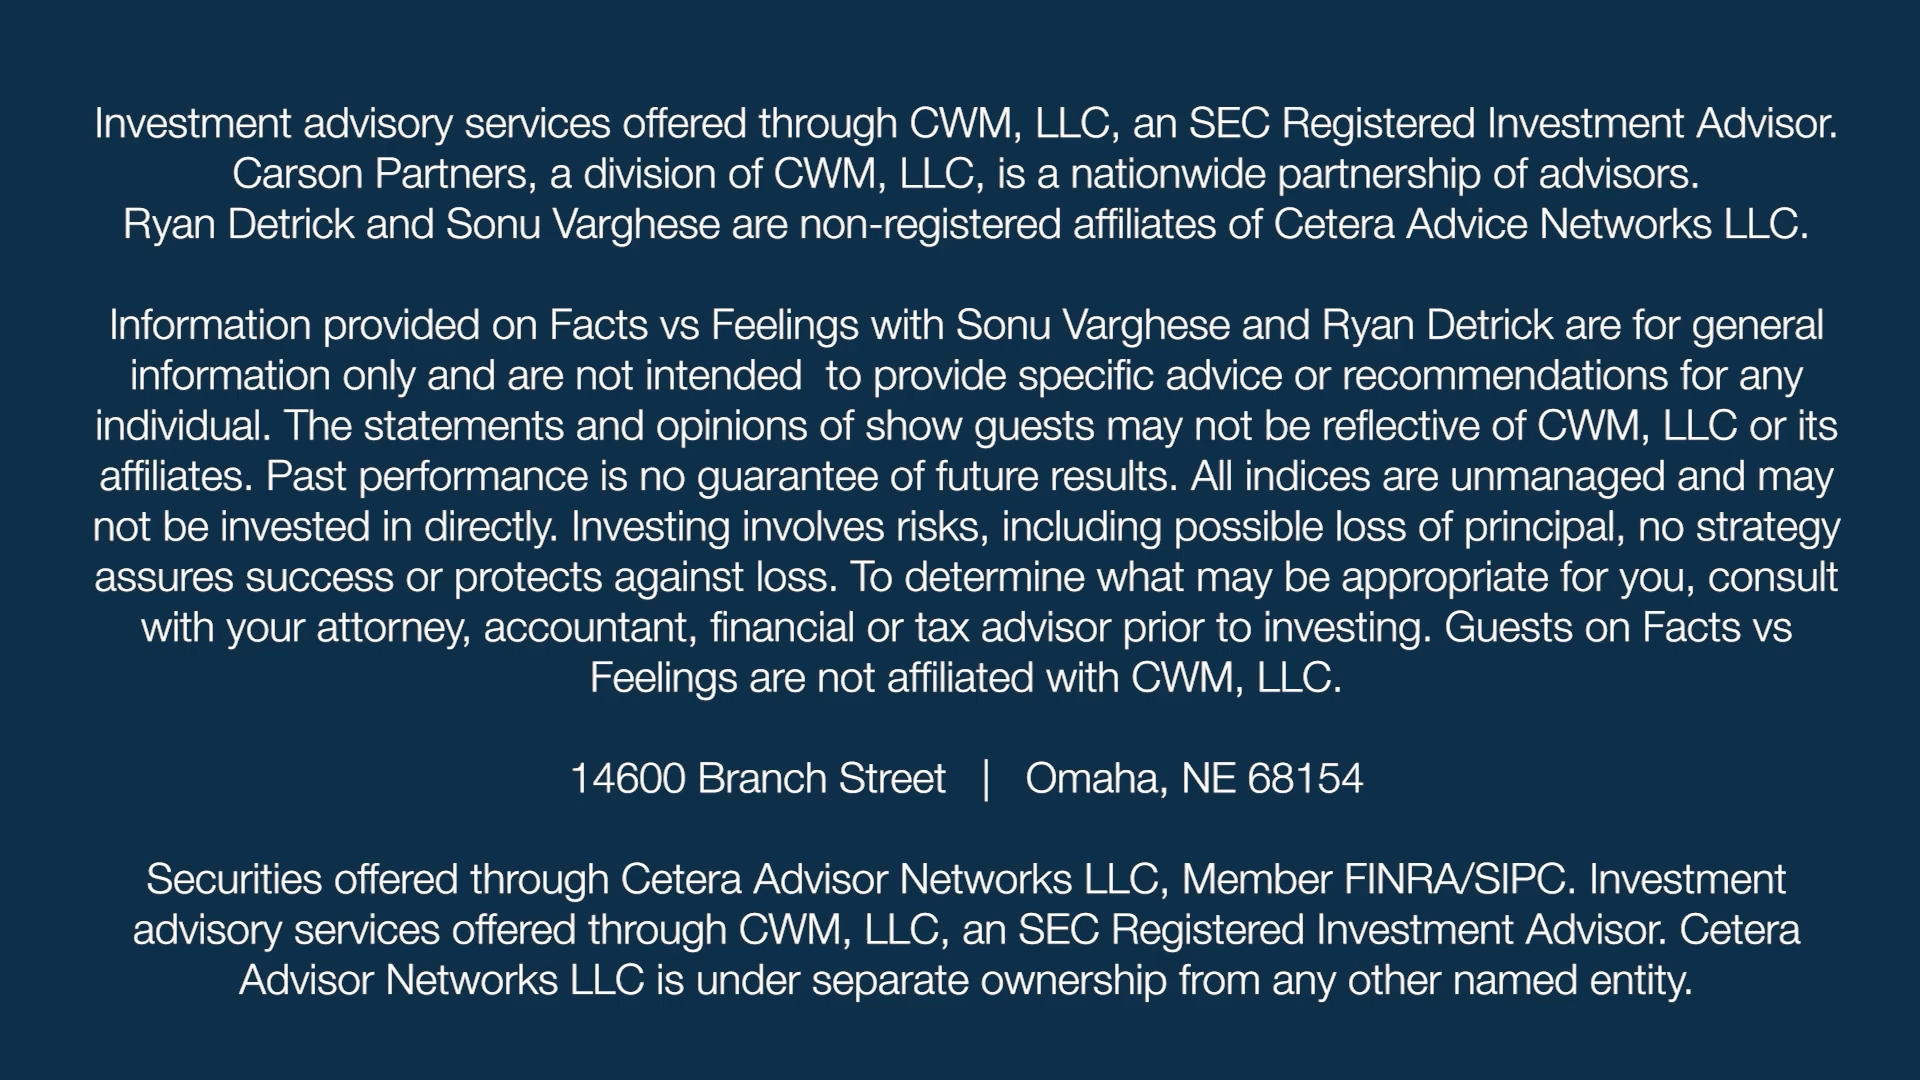 Investment advisory services offered through CWM, LLC, an SEC Registered Investment Advisor.
Carson Partners, a division of CWM, LLC, is a nationwide partnership of advisors.
Ryan Detrick and Sonu Varghese are non-registered affiliates of Cetera Advice Networks LLC.
Information provided on Facts vs Feelings with Sonu Varghese and Ryan Detrick are for general
information only and are not intended  to provide specific advice or recommendations for any
individual. The statements and opinions of show guests may not be reflective of CWM, LLC or its
affiliates. Past performance is no guarantee of future results. All indices are unmanaged and may
not be invested in directly. Investing involves risks, including possible loss of principal, no strategy
assures success or protects against loss. To determine what may be appropriate for you, consult
with your attorney, accountant, financial or tax advisor prior to investing. Guests on Facts vs
Feelings are not affiliated with CWM, LLC.
14600 Branch Street | Omaha, NE 68154
Securities offered through Cetera Advisor Networks LLC, Member FINRA/SIPC. Investment
advisory services offered through CWM, LLC, an SEC Registered Investment Advisor. Cetera
Advisor Networks LLC is under separate ownership from any other named entity.